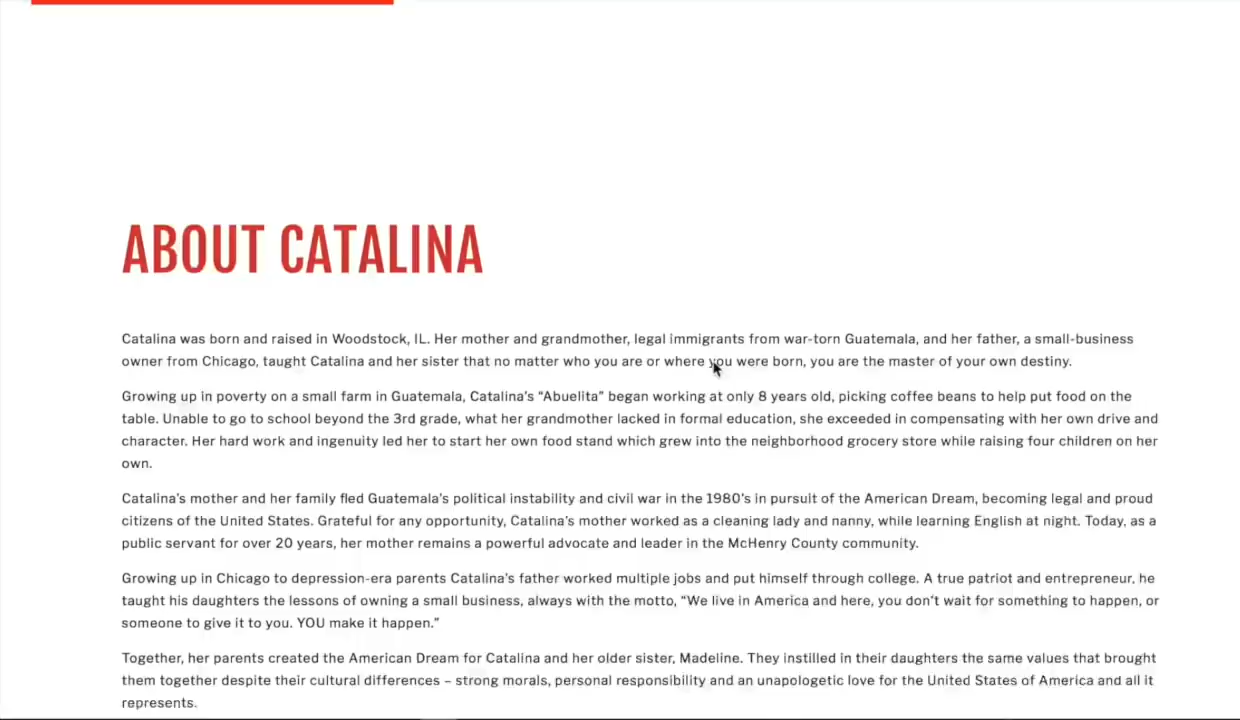 ABOUT CATALINA
Catalina was born and raised in Woodstock, IL. Her mother and grandmother, legal immigrants from war-torn Guatemala, and her father, a small-business
owner from Chicago, taught Catalina and her sister that no matter who you are or where you were born, you are the master of your own destiny.
Growing up in poverty on a small farm in Guatemala, Catalina's “Abuelita” began working at only 8 years old, picking coffee beans to help put food on the
table. Unable to go to school beyond the 3rd grade, what her grandmother lacked in formal education, she exceeded in compensating with her own drive and
character. Her hard work and ingenuity led her to start her own food stand which grew into the neighborhood grocery store while raising four children on her
own.
Catalina's mother and her family fled Guatemala's political instability and civil war in the 1980's in pursuit of the American Dream, becoming legal and proud
citizens of the United States. Grateful for any opportunity, Catalina's mother worked as a cleaning lady and nanny, while learning English at night. Today, as a
public servant for over 20 years, her mother remains a powerful advocate and leader in the McHenry County community.
Growing up in Chicago to depression-era parents Catalina's father worked multiple jobs and put himself through college. A true patriot and entrepreneur, he
taught his daughters the lessons of owning a small business, always with the motto, “We live in America and here, you don't wait for something to happen, or
someone to give it to you. YOU make it happen.”
Together, her parents created the American Dream for Catalina and her older sister, Madeline. They instilled in their daughters the same values that brought
them together despite their cultural differences – strong morals, personal responsibility and an unapologetic love for the United States of America and all it
represents.